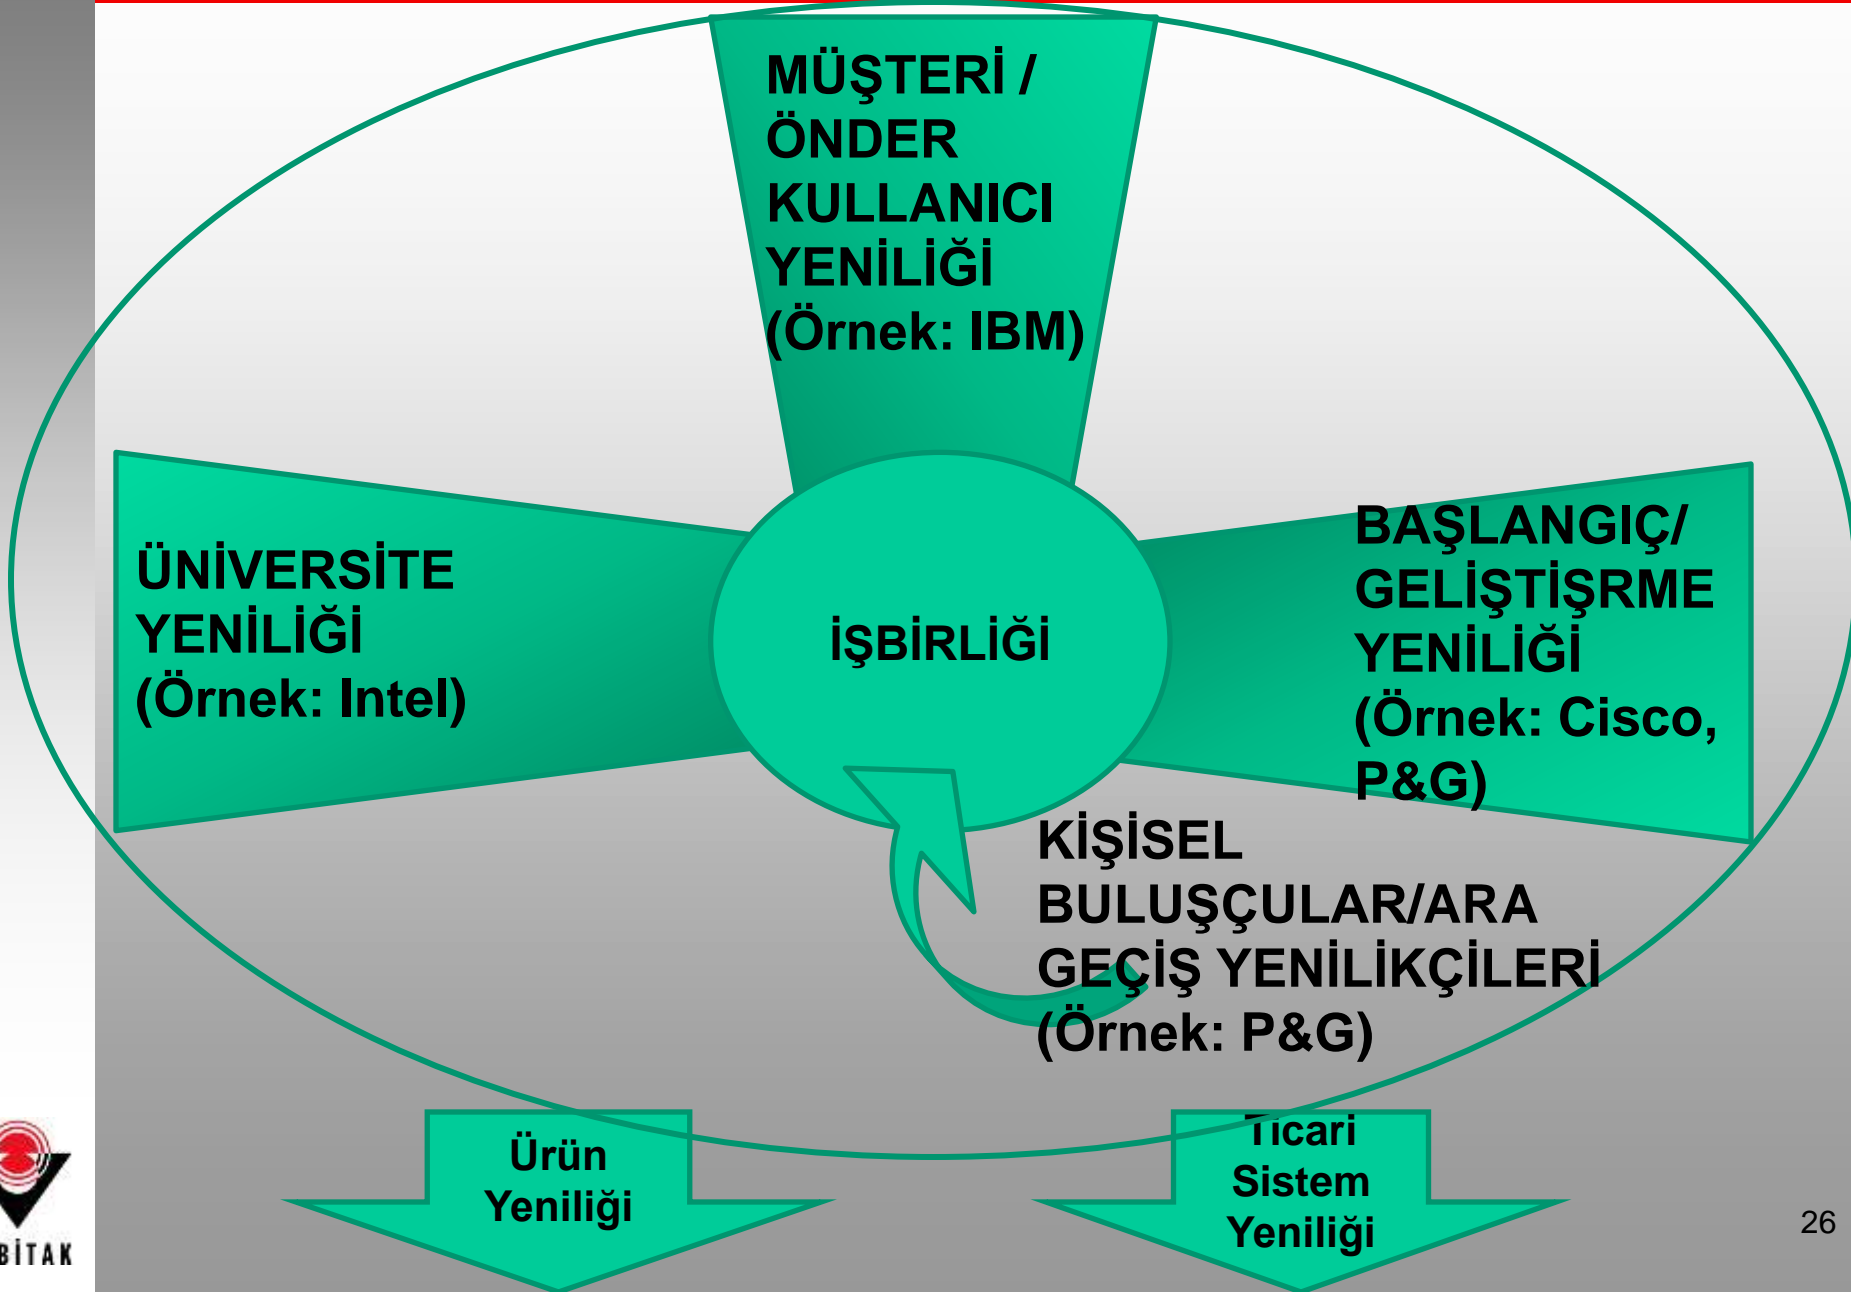 MÜŞTERİ /
ÖNDER
KULLANICI
YENİLİĞİ
(Örnek: IBM)
ÜNİVERSİTE
YENİLİĞİ
(Örnek: Intel)
İŞBİRLİĞİ
BAŞLANGIÇ/
GELİŞTİŞRME
YENİLİĞİ
(Örnek: Cisco,
P&G)
KİŞİSEL
BULUŞÇULAR/ARA
GEÇİŞ YENİLİKÇİLERİ
(Örnek: P&G)
Ürün
Yeniliği
Ticari
Sistem
Yeniliği
26
BİTAK